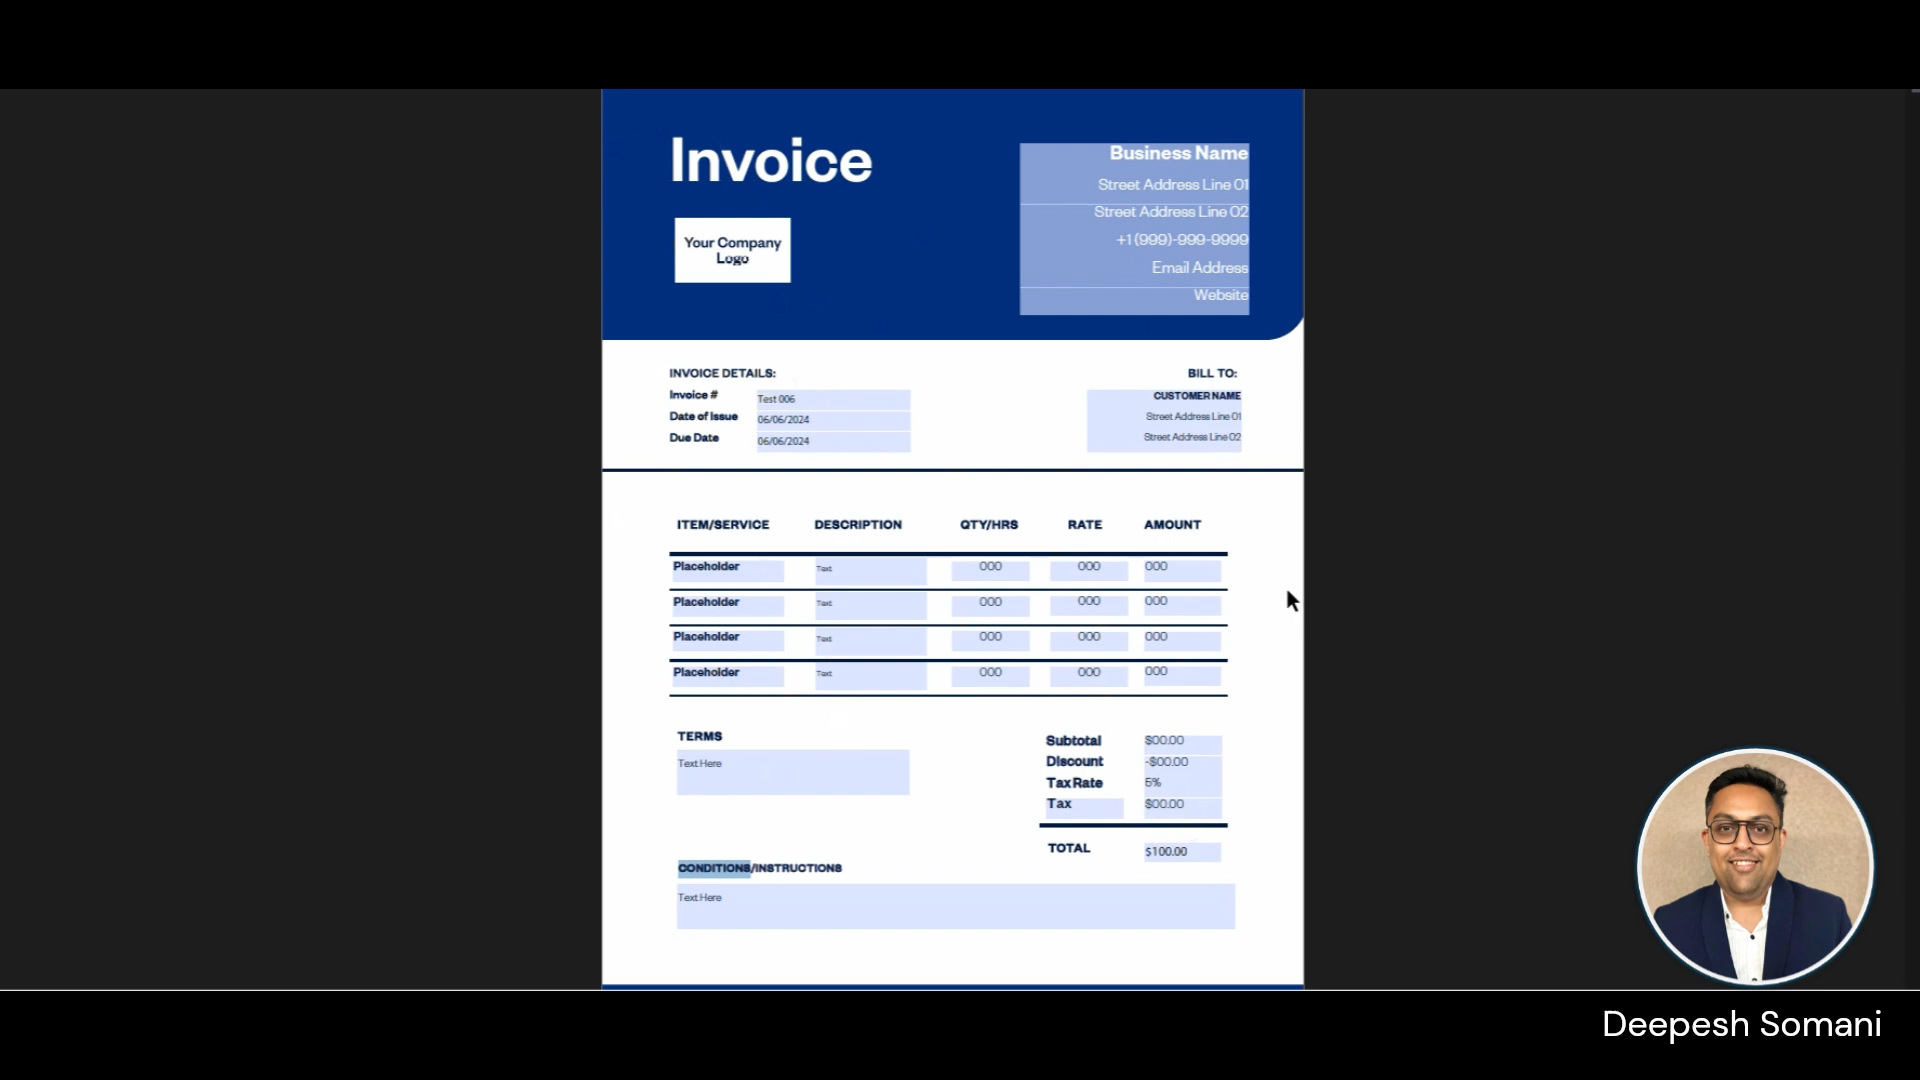 Invoice
Your Company
Logo
Business Name
Street Address Line 01
Street Address Line 02
+1 (999)-999-9999
Email Address
Website
INVOICE DETAILS:
Invoice # Test 006
Date of Issue 06/06/2024
Due Date 06/06/2024
BILL TO:
CUSTOMER NAME
Street Address Line 01
Street Address Line 02
ITEM/SERVICE DESCRIPTION QTY/HRS RATE AMOUNT
Placeholder Text 000 000 000
Placeholder Text 000 000 000
Placeholder Text 000 000 000
Placeholder Text 000 000 000
TERMS
Text Here
Subtotal $00.00
Discount -$00.00
Tax Rate 5%
Tax $00.00
TOTAL $100.00
CONDITIONS/INSTRUCTIONS
Text Here
Deepesh Somani